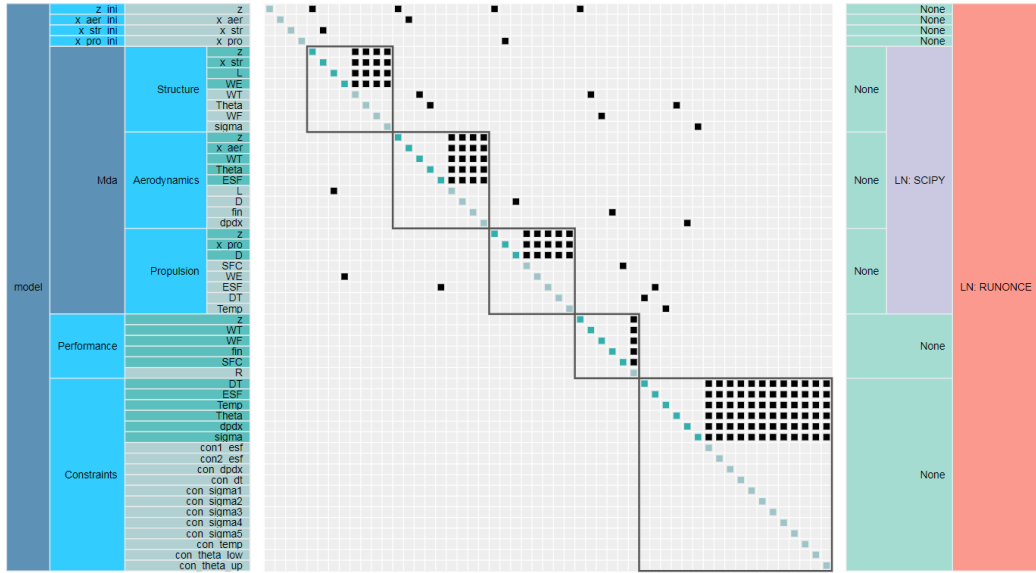 z_ini z None
x_aer_ini x_aer None
x_str_ini x_str None
x_pro_ini x_pro None
z
x_str
L
Structure WE None
WT
Theta
WF
sigma
z
x_aer
WT
Theta
Mda Aerodynamics ESF None LN: SCIPY
L
D
fin
dpdx
z
x_pro
D
SFC
Propulsion WE None
model ESF LN: RUNONCE
DT
Temp
z
WT
Performance WF None
fin
SFC
R
DT
ESF
Temp
Theta
dpdx
sigma
con1_esf
con2_esf
con_dpdx
Constraints con_dt None
con_sigma1
con_sigma2
con_sigma3
con_sigma4
con_sigma5
con_temp
con_theta_low
con_theta_up